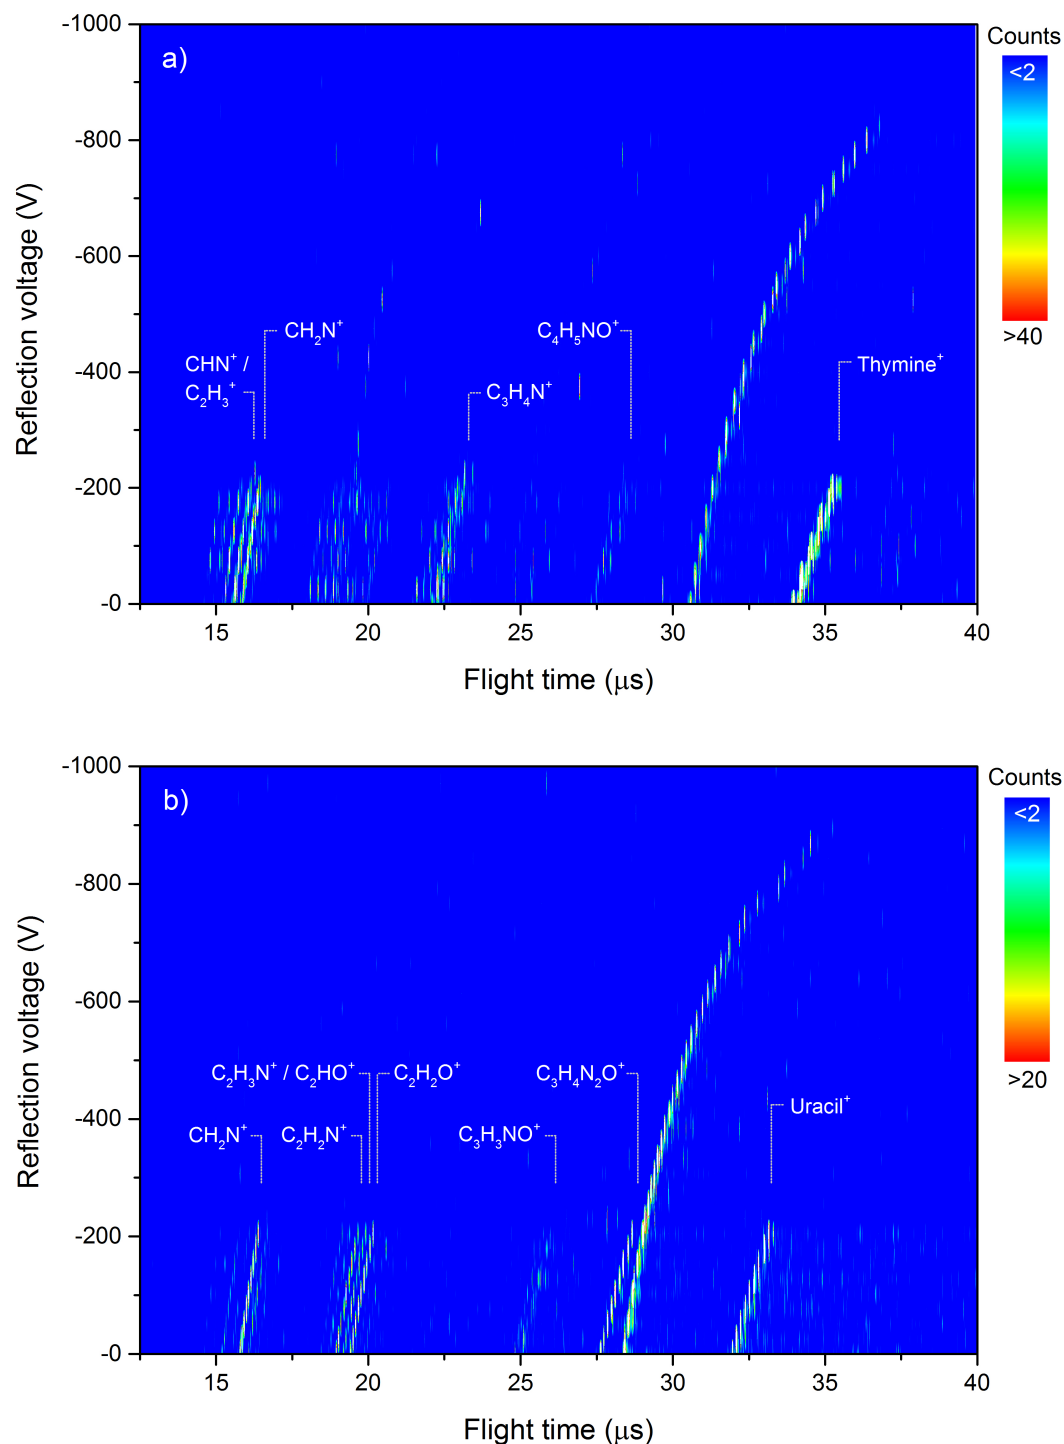 a)
Counts
<2
>40
-1000
-800
-600
-400
-200
-0
Reflection voltage (V)
CH₂N⁺
CHN⁺ /
C₂H₃⁺
C₃H₄N⁺
C₄H₅NO⁺
Thymine⁺
15 20 25 30 35 40
Flight time (μs)
b)
Counts
<2
>20
-1000
-800
-600
-400
-200
-0
Reflection voltage (V)
C₂H₃N⁺ / C₂HO⁺
C₂H₂O⁺
C₃H₄N₂O⁺
Uracil⁺
CH₂N⁺
C₂H₂N⁺
C₃H₃NO⁺
15 20 25 30 35 40
Flight time (μs)